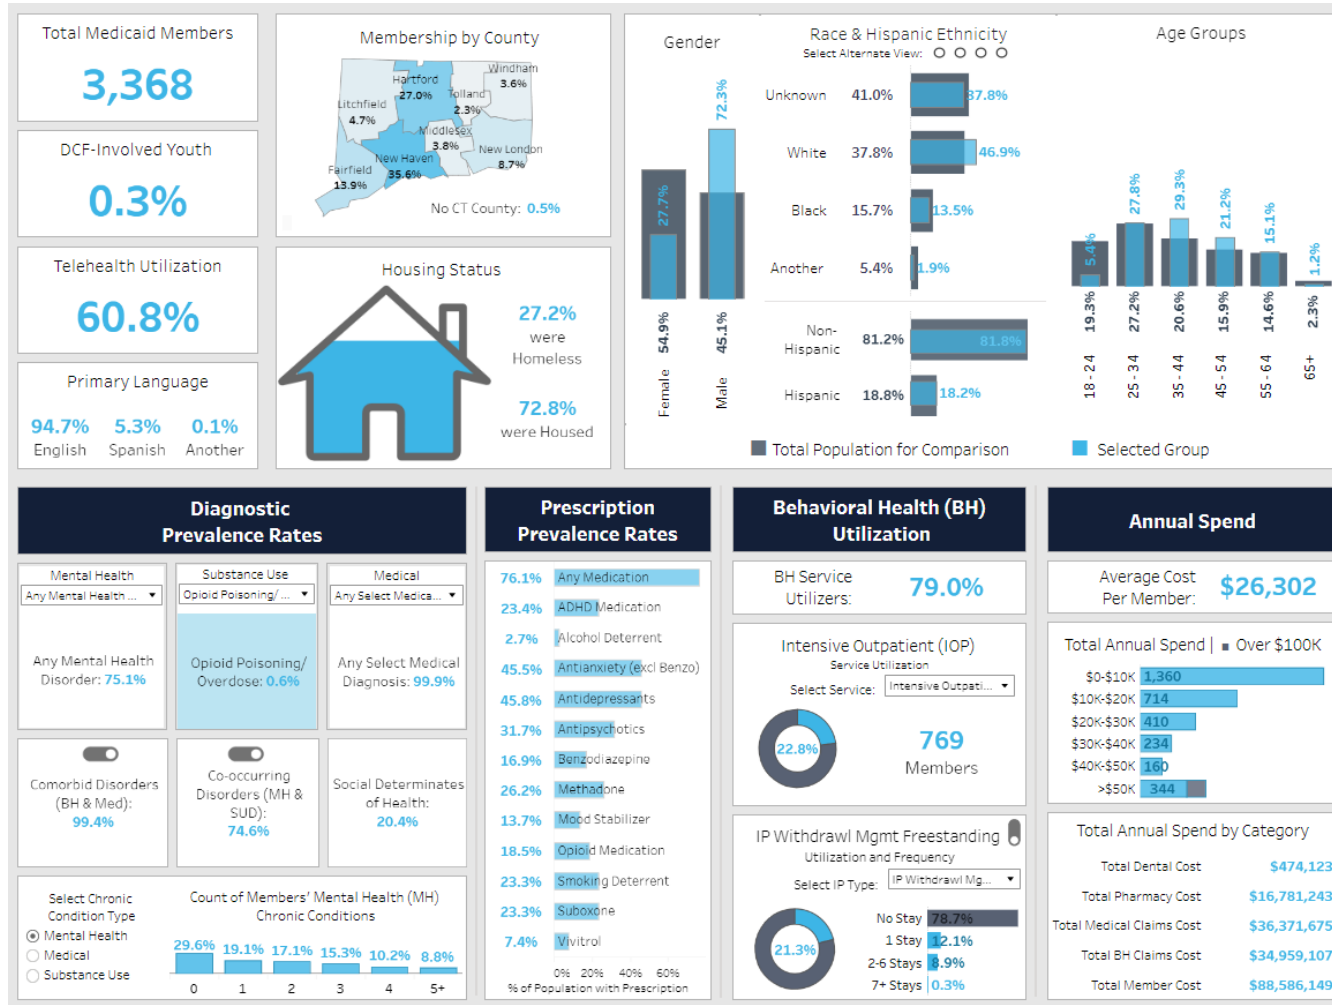 Total Medicaid Members
3,368
DCF-Involved Youth
0.3%
Telehealth Utilization
60.8%
Primary Language
94.7% 5.3% 0.1%
English Spanish Another
Membership by County
Windham
3.6%
Hartford
27.0%
Tolland
2.3%
Litchfield
4.7%
Middlesex
3.8%
New London
8.7%
New Haven
35.6%
Fairfield
13.9%
No CT County: 0.5%
Housing Status
27.2%
were
Homeless
72.8%
were Housed
Gender
27.7%
72.3%
54.9%
45.1%
Female
Male
Race & Hispanic Ethnicity
Select Alternate View:
Unknown 41.0% 37.8%
White 37.8% 46.9%
Black 15.7% 13.5%
Another 5.4% 1.9%
Non-
Hispanic 81.2% 81.8%
Hispanic 18.8% 18.2%
Age Groups
5.4%
27.8%
29.3%
21.2%
15.1%
1.2%
19.3%
27.2%
20.6%
15.9%
14.6%
2.3%
18 - 24
25 - 34
35 - 44
45 - 54
55 - 64
65+
Total Population for Comparison
Selected Group
Diagnostic
Prevalence Rates
Mental Health
Any Mental Health ...
Any Mental Health
Disorder: 75.1%
Substance Use
Opioid Poisoning/ ...
Opioid Poisoning/
Overdose: 0.6%
Medical
Any Select Medica...
Any Select Medical
Diagnosis: 99.9%
Comorbid Disorders
(BH & Med):
99.4%
Co-occurring
Disorders (MH &
SUD):
74.6%
Social Determinates
of Health:
20.4%
Select Chronic
Condition Type
Mental Health
Medical
Substance Use
Count of Members' Mental Health (MH)
Chronic Conditions
29.6% 19.1% 17.1% 15.3% 10.2% 8.8%
0 1 2 3 4 5+
Prescription
Prevalence Rates
76.1% Any Medication
23.4% ADHD Medication
2.7% Alcohol Deterrent
45.5% Antianxiety (excl Benzo)
45.8% Antidepressants
31.7% Antipsychotics
16.9% Benzodiazepine
26.2% Methadone
13.7% Mood Stabilizer
18.5% Opioid Medication
23.3% Smoking Deterrent
23.3% Suboxone
7.4% Vivitrol
0% 20% 40% 60%
% of Population with Prescription
Behavioral Health (BH)
Utilization
BH Service
Utilizers: 79.0%
Intensive Outpatient (IOP)
Service Utilization
Select Service: Intensive Outpati...
22.8%
769
Members
IP Withdrawl Mgmt Freestanding
Utilization and Frequency
Select IP Type: IP Withdrawl Mg...
21.3%
No Stay 78.7%
1 Stay 12.1%
2-6 Stays 8.9%
7+ Stays 0.3%
Annual Spend
Average Cost
Per Member: $26,302
Total Annual Spend | Over $100K
$0-$10K 1,360
$10K-$20K 714
$20K-$30K 410
$30K-$40K 234
$40K-$50K 160
>$50K 344
Total Annual Spend by Category
Total Dental Cost $474,123
Total Pharmacy Cost $16,781,243
Total Medical Claims Cost $36,371,675
Total BH Claims Cost $34,959,107
Total Member Cost $88,586,149